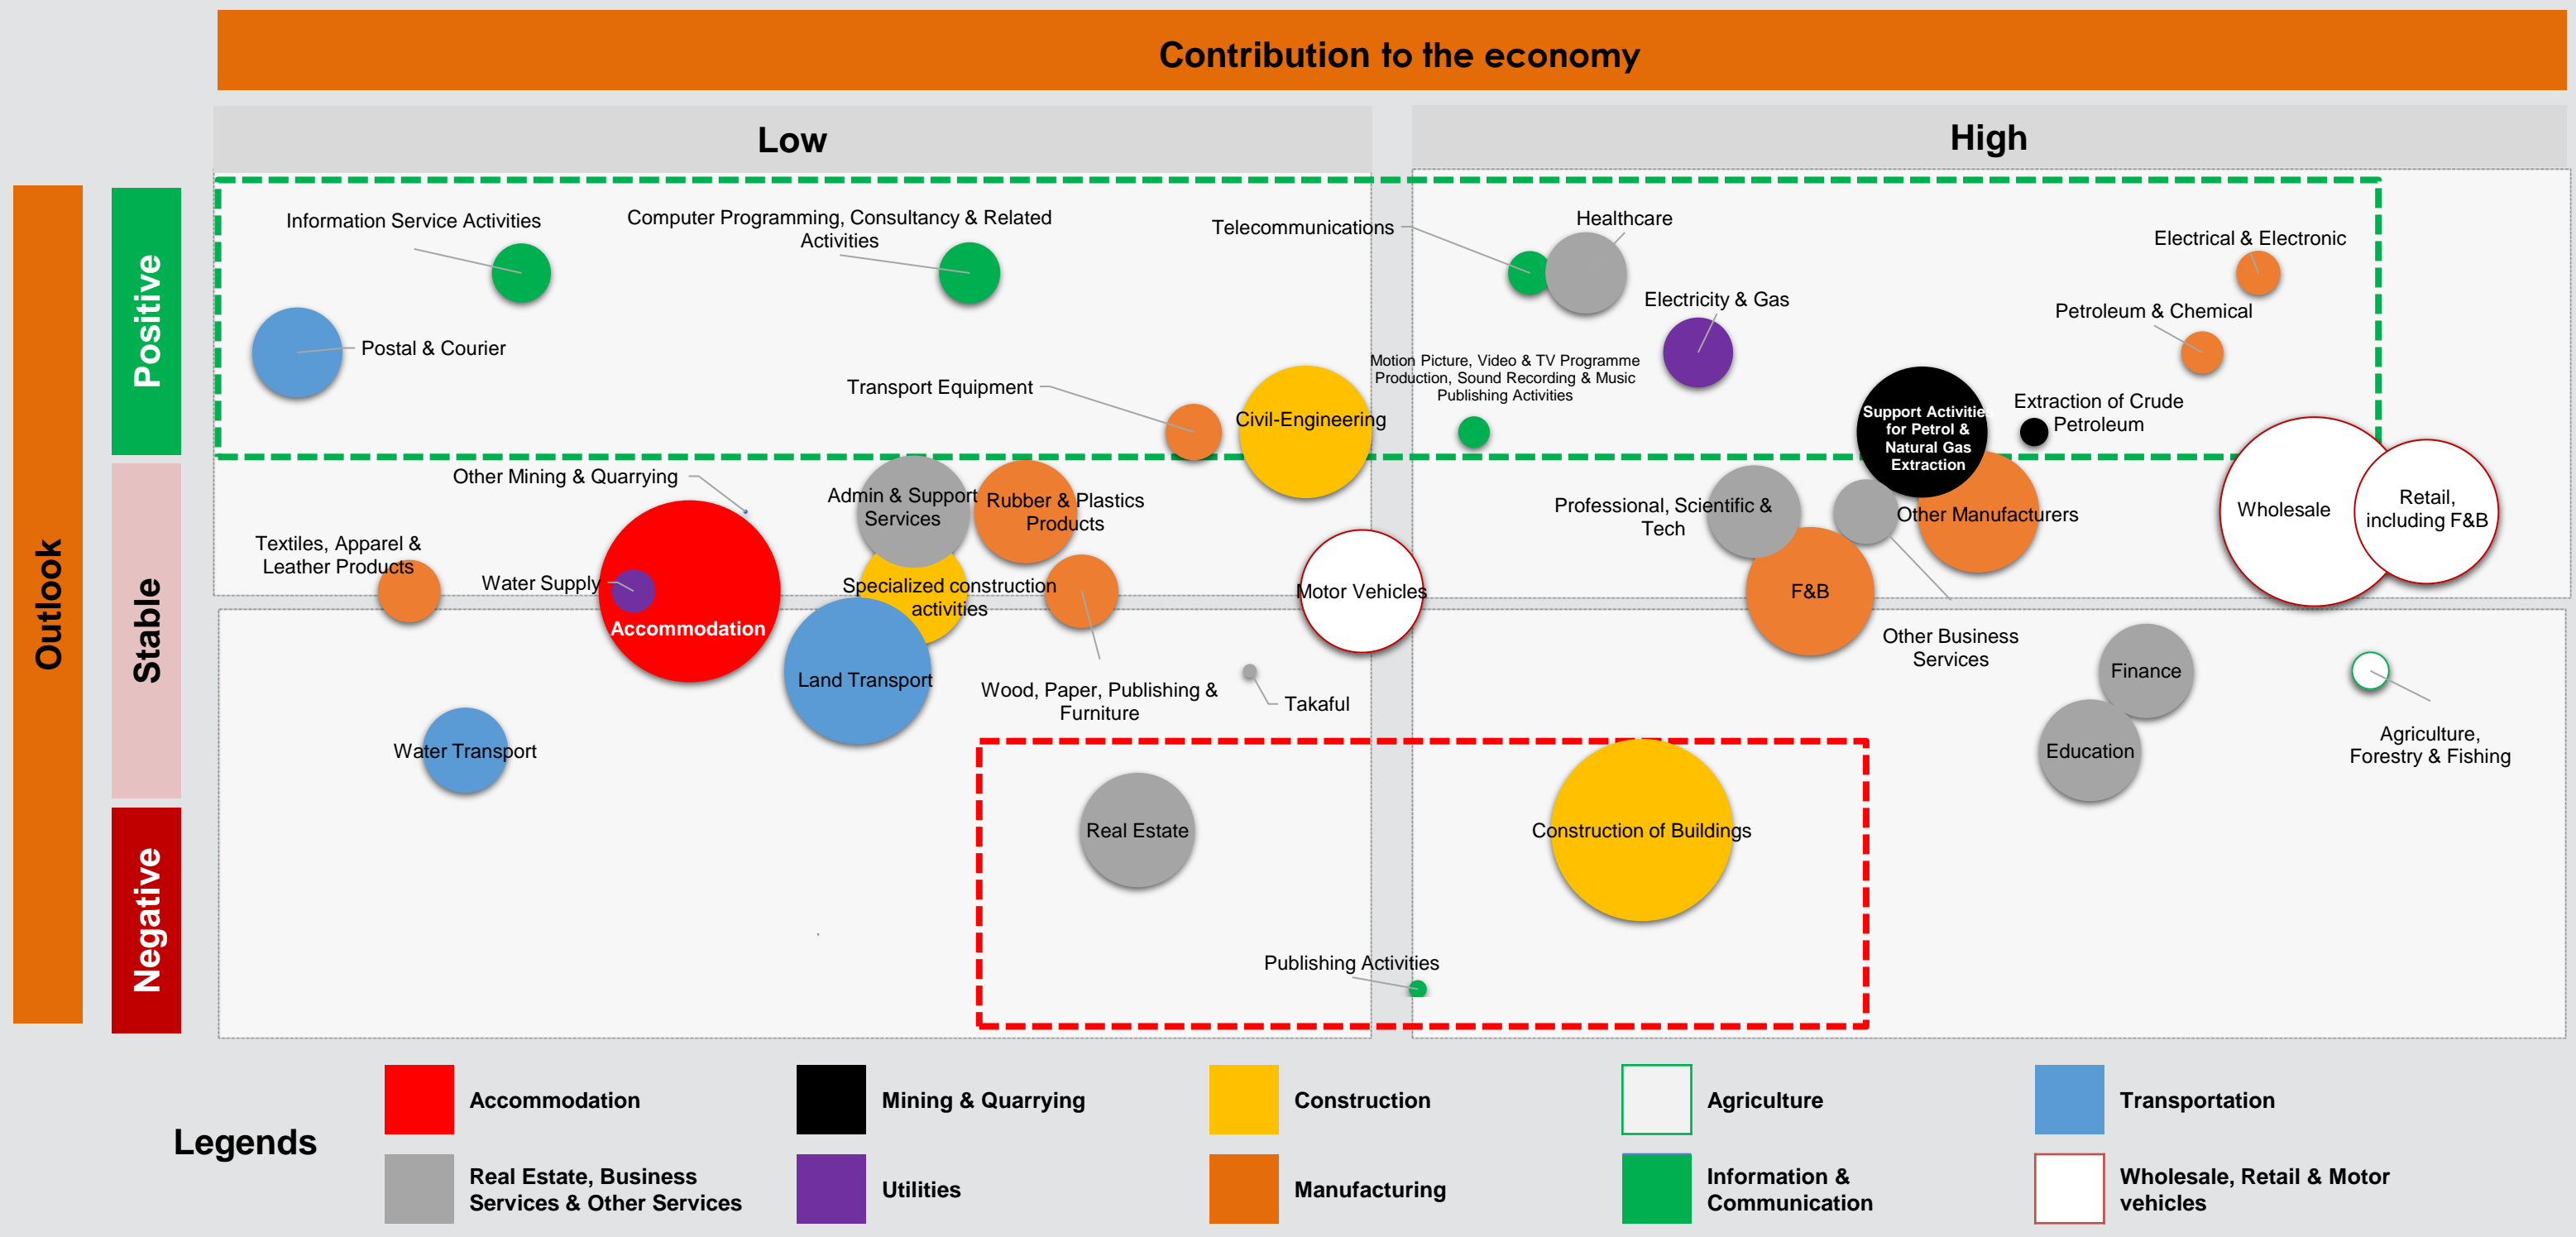 Contribution to the economy
Low
High
Outlook
Positive
Stable
Negative
Information Service Activities
Computer Programming, Consultancy & Related
Activities
Telecommunications
Healthcare
Electrical & Electronic
Electricity & Gas
Petroleum & Chemical
Postal & Courier
Transport Equipment
Civil-Engineering
Motion Picture, Video & TV Programme
Production, Sound Recording & Music
Publishing Activities
Support Activities
for Petrol &
Natural Gas
Extraction
Extraction of Crude
Petroleum
Other Mining & Quarrying
Admin & Support
Services
Rubber & Plastics
Products
Professional, Scientific &
Tech
Other Manufacturers
Wholesale
Retail,
including F&B
Textiles, Apparel &
Leather Products
Water Supply
Accommodation
Specialized construction
activities
Motor Vehicles
F&B
Other Business
Services
Land Transport
Wood, Paper, Publishing &
Furniture
Takaful
Finance
Education
Agriculture,
Forestry & Fishing
Water Transport
Real Estate
Construction of Buildings
Publishing Activities
Legends
Accommodation
Mining & Quarrying
Construction
Agriculture
Transportation
Real Estate, Business
Services & Other Services
Utilities
Manufacturing
Information &
Communication
Wholesale, Retail & Motor
vehicles